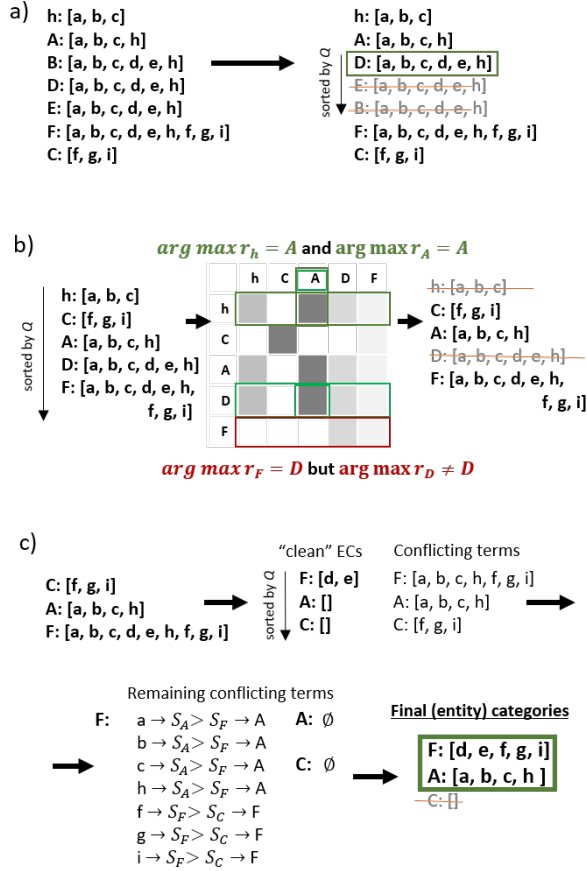 a)
h: [a, b, c]
A: [a, b, c, h]
B: [a, b, c, d, e, h]
D: [a, b, c, d, e, h]
E: [a, b, c, d, e, h]
F: [a, b, c, d, e, h, f, g, i]
C: [f, g, i]
sorted by Q
h: [a, b, c]
A: [a, b, c, h]
D: [a, b, c, d, e, h]
E: [a, b, c, d, e, h]
B: [a, b, c, d, e, h]
F: [a, b, c, d, e, h, f, g, i]
C: [f, g, i]
b)
arg max r_h = A and arg max r_A = A
sorted by Q
h: [a, b, c]
C: [f, g, i]
A: [a, b, c, h]
D: [a, b, c, d, e, h]
F: [a, b, c, d, e, h,
f, g, i]
h C A D F
h
C
A
D
F
h: [a, b, c]
C: [f, g, i]
A: [a, b, c, h]
D: [a, b, c, d, e, h]
F: [a, b, c, d, e, h,
f, g, i]
arg max r_F = D but arg max r_D ≠ D
c)
C: [f, g, i]
A: [a, b, c, h]
F: [a, b, c, d, e, h, f, g, i]
"clean" ECs
sorted by Q
F: [d, e]
A: []
C: []
Conflicting terms
F: [a, b, c, h, f, g, i]
A: [a, b, c, h]
C: [f, g, i]
Remaining conflicting terms
F: a → S_A > S_F → A
b → S_A > S_F → A
c → S_A > S_F → A
h → S_A > S_F → A
f → S_F > S_C → F
g → S_F > S_C → F
i → S_F > S_C → F
A: ∅
C: ∅
Final (entity) categories
F: [d, e, f, g, i]
A: [a, b, c, h ]
C: []